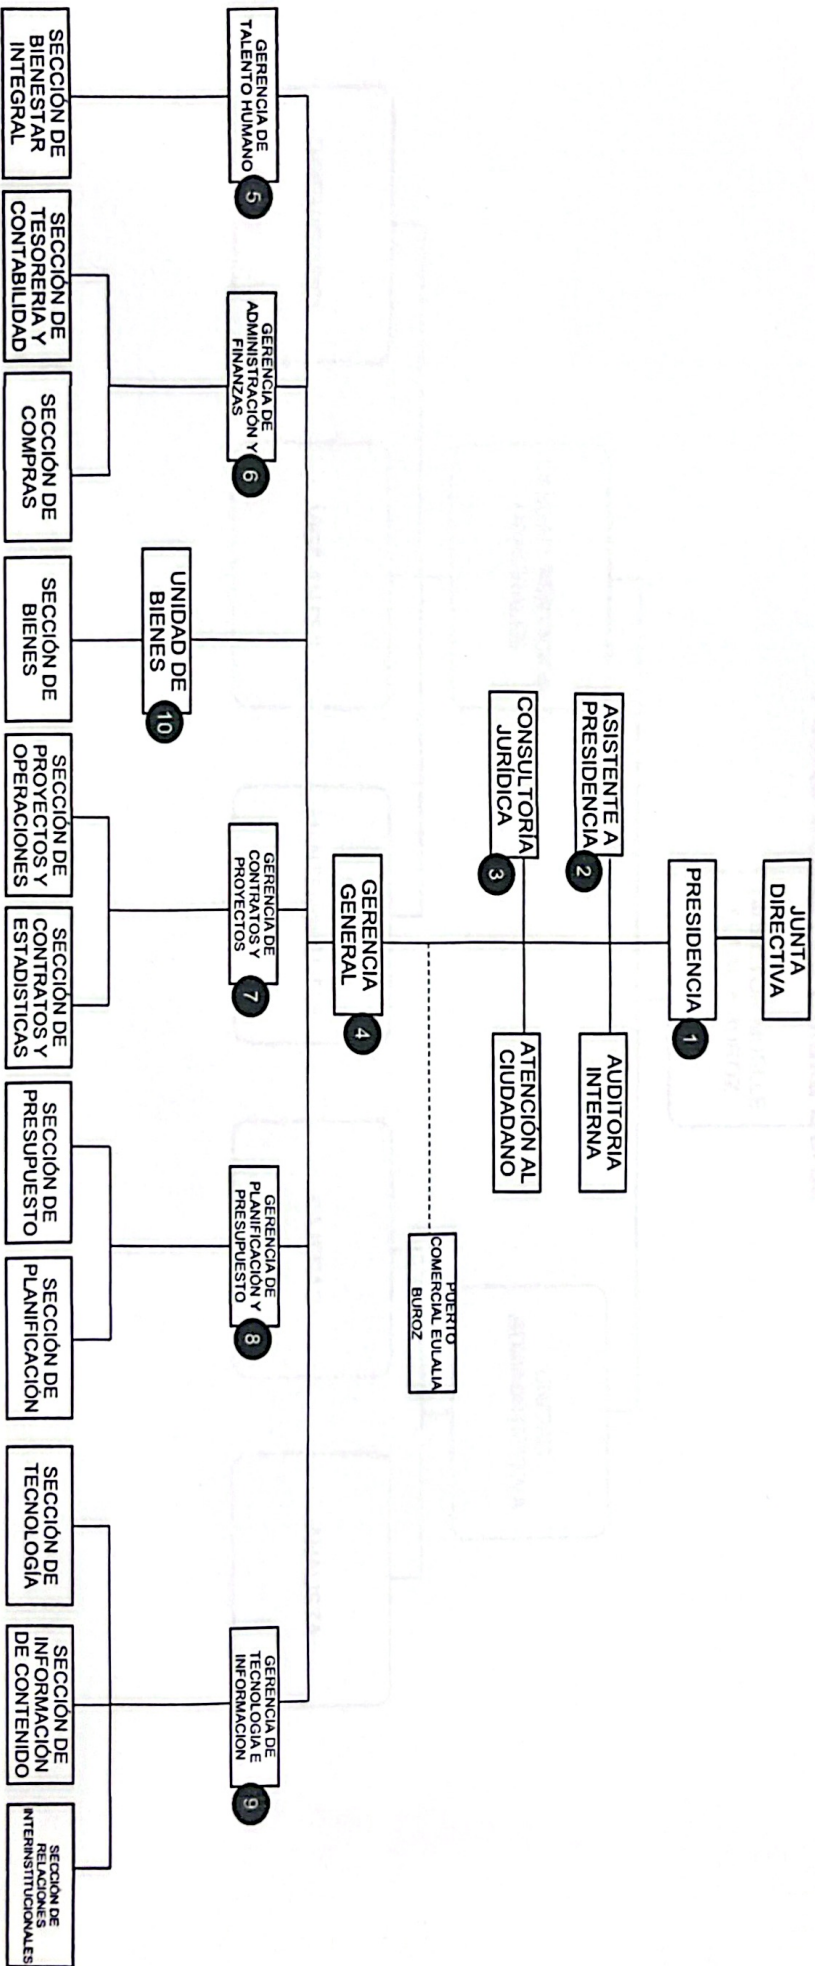 JUNTA
DIRECTIVA
PRESIDENCIA
1
ASISTENTE A
PRESIDENCIA
2
AUDITORIA
INTERNA
CONSULTORÍA
JURÍDICA
3
ATENCIÓN AL
CIUDADANO
PUERTO
COMERCIAL EULALIA
BUROZ
GERENCIA
GENERAL
4
GERENCIA DE
TALENTO HUMANO
5
GERENCIA DE
ADMINISTRACIÓN Y
FINANZAS
6
GERENCIA DE
CONTRATOS Y
PROYECTOS
7
GERENCIA DE
PLANIFICACIÓN Y
PRESUPUESTO
8
GERENCIA DE
TECNOLOGIA E
INFORMACION
9
UNIDAD DE
BIENES
10
SECCIÓN DE
BIENESTAR
INTEGRAL
SECCIÓN DE
TESORERIA Y
CONTABILIDAD
SECCIÓN DE
COMPRAS
SECCIÓN DE
BIENES
SECCIÓN DE
PROYECTOS Y
OPERACIONES
SECCIÓN DE
CONTRATOS Y
ESTADISTICAS
SECCIÓN DE
PRESUPUESTO
SECCIÓN DE
PLANIFICACIÓN
SECCIÓN DE
TECNOLOGÍA
SECCIÓN DE
INFORMACIÓN
DE CONTENIDO
SECCIÓN DE
RELACIONES
INTERINSTITUCIONALES